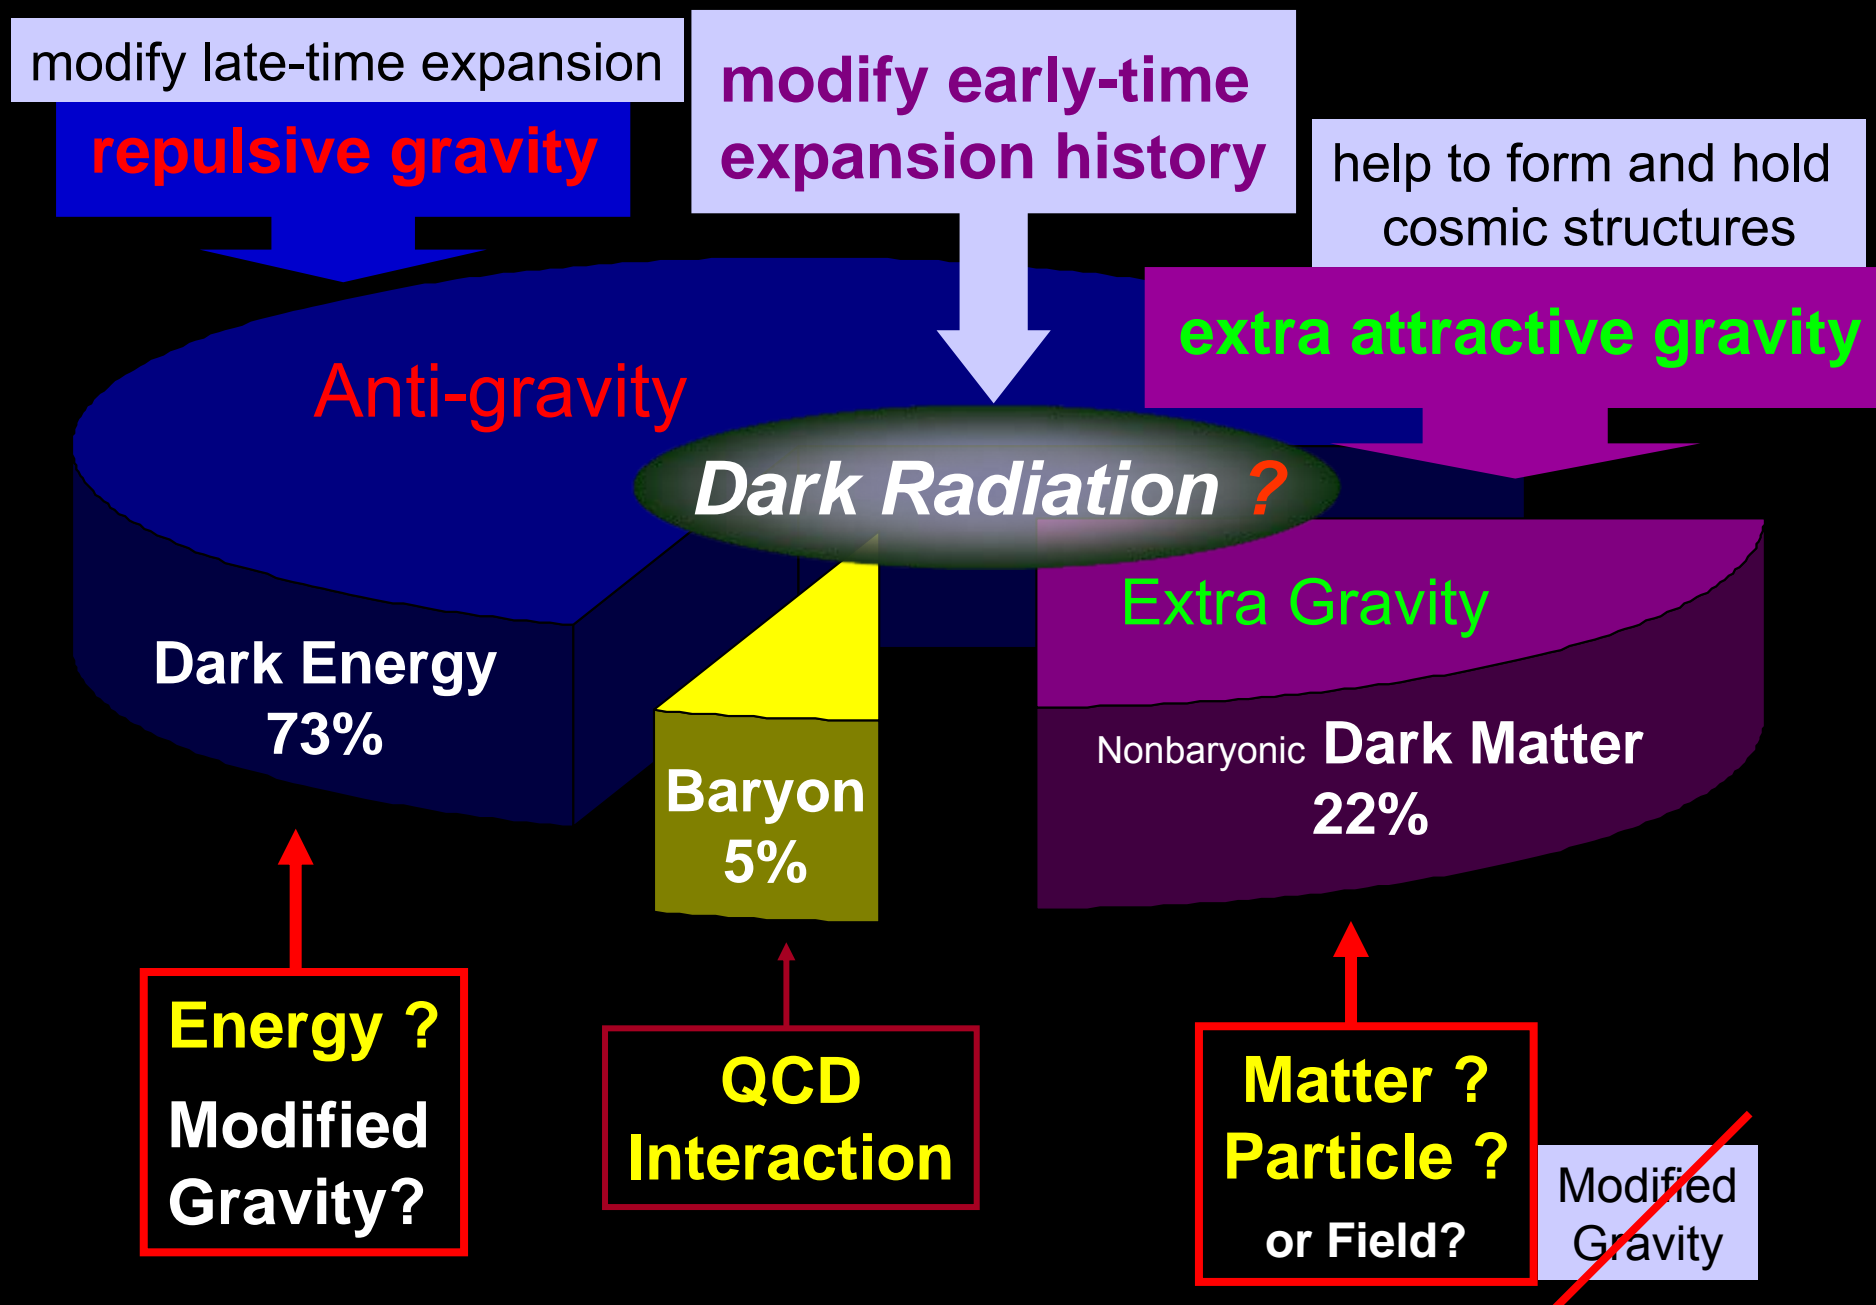 modify late-time expansion
repulsive gravity
modify early-time
expansion history
help to form and hold
cosmic structures
extra attractive gravity
Anti-gravity
Dark Radiation ?
Extra Gravity
Dark Energy
73%
Baryon
5%
Nonbaryonic Dark Matter
22%
Energy ?
Modified
Gravity?
QCD
Interaction
Matter ?
Particle ?
or Field?
Modified
Gravity